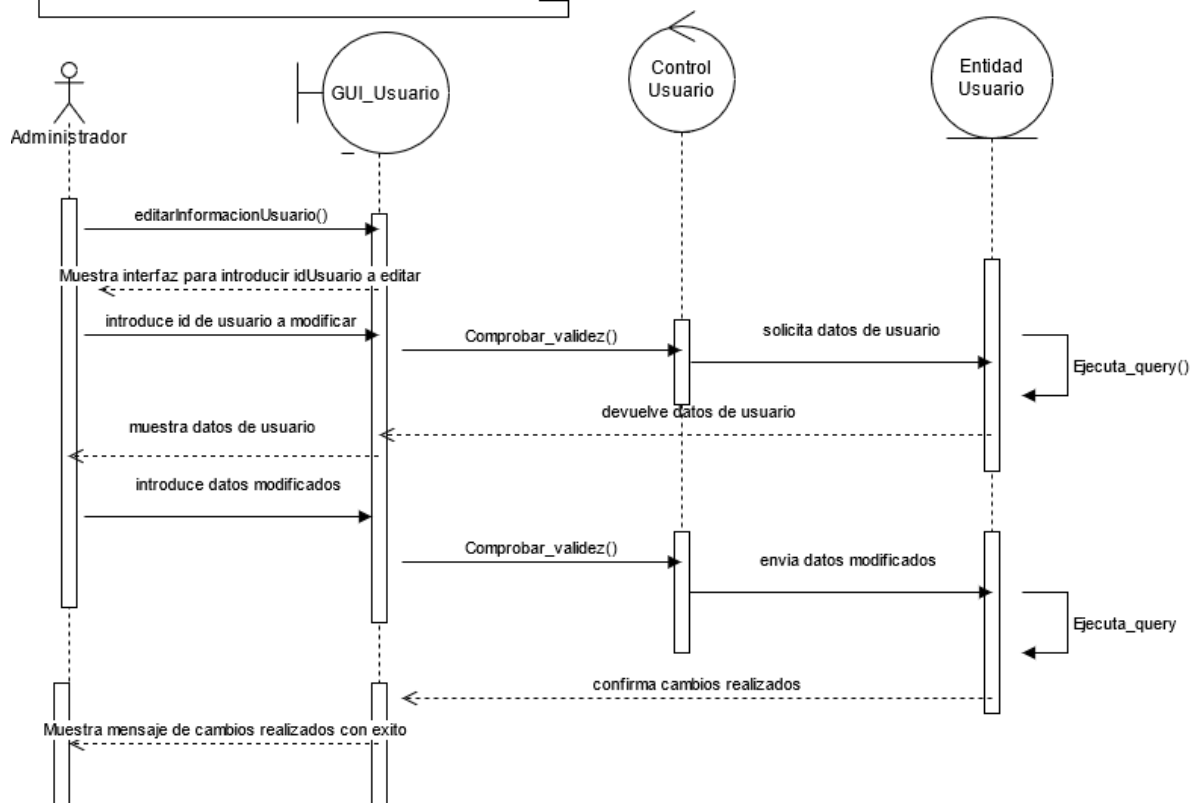 Administrador
GUI_Usuario
Control
Usuario
Entidad
Usuario
editarInformacionUsuario()
Muestra interfaz para introducir idUsuario a editar
introduce id de usuario a modificar
Comprobar_validez()
solicita datos de usuario
Ejecuta_query()
devuelve datos de usuario
muestra datos de usuario
introduce datos modificados
Comprobar_validez()
envia datos modificados
Ejecuta_query
confirma cambios realizados
Muestra mensaje de cambios realizados con exito